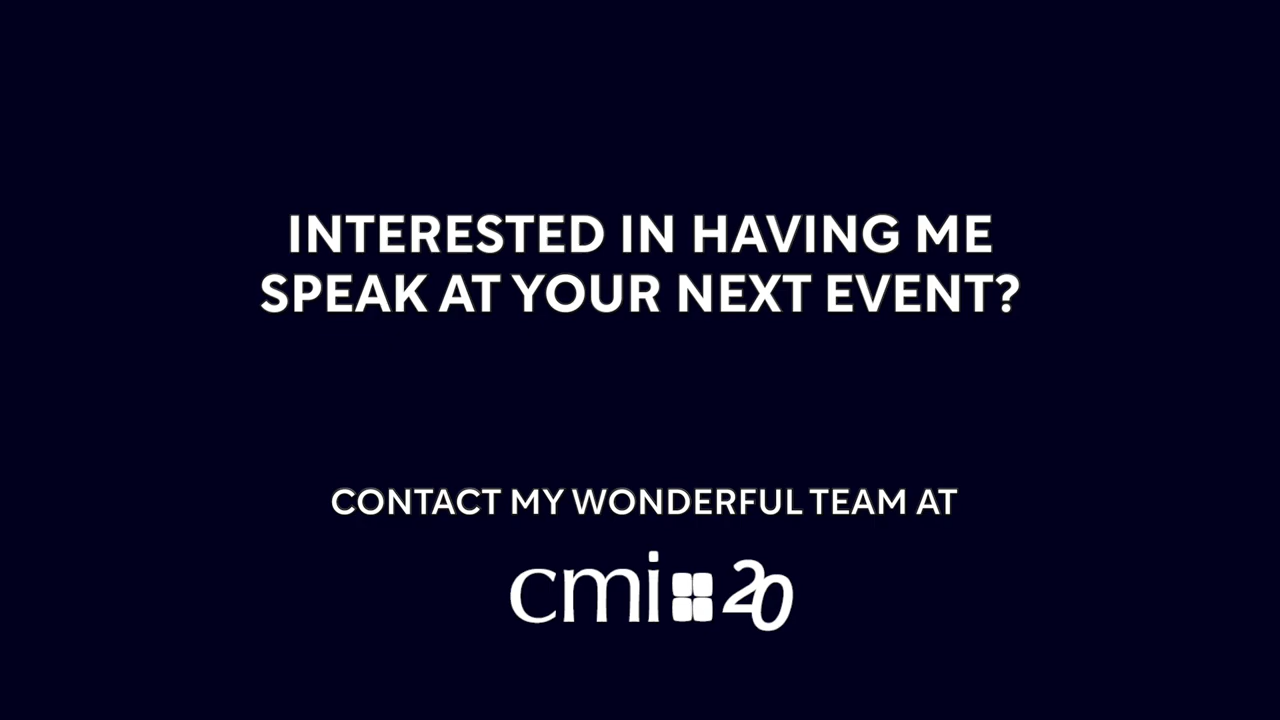 INTERESTED IN HAVING ME
SPEAK AT YOUR NEXT EVENT?
CONTACT MY WONDERFUL TEAM AT
cmi 20